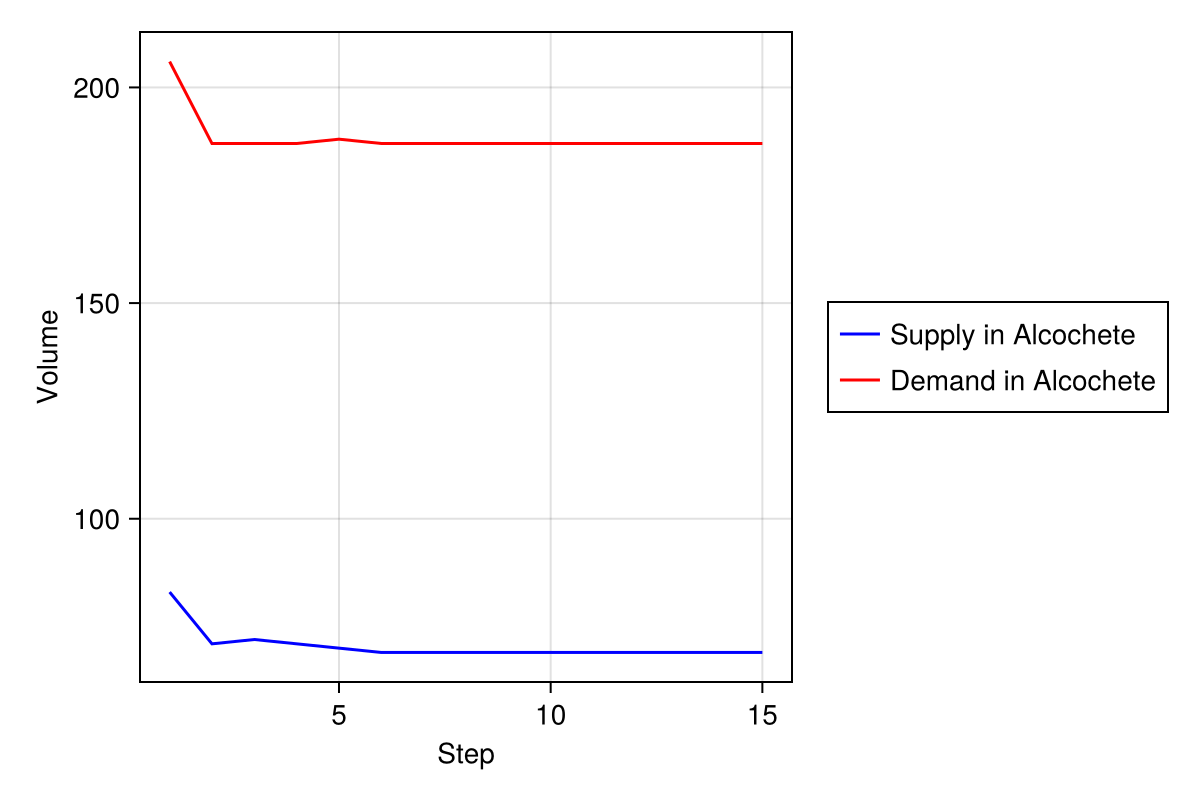 200
150
100
Volume
5 10 15
Step
Supply in Alcochete
Demand in Alcochete